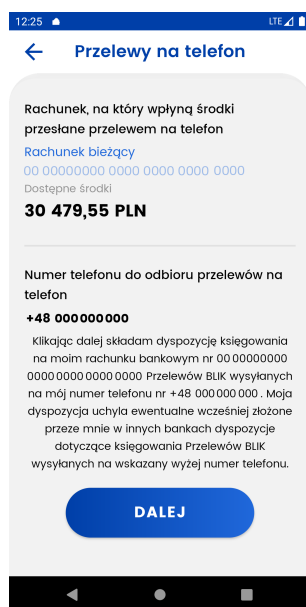 12:25 LTE
Przelewy na telefon
Rachunek, na który wpłyną środki
przesłane przelewem na telefon
Rachunek bieżący
00 00000000 0000 0000 0000 0000
Dostępne środki
30 479,55 PLN
Numer telefonu do odbioru przelewów na
telefon
+48 000 000 000
Klikając dalej składam dyspozycję księgowania
na moim rachunku bankowym nr 00 00000000
0000 0000 0000 0000 Przelewów BLIK wysyłanych
na mój numer telefonu nr +48 000 000 000 . Moja
dyspozycja uchyla ewentualne wcześniej złożone
przeze mnie w innych bankach dyspozycje
dotyczące księgowania Przelewów BLIK
wysyłanych na wskazany wyżej numer telefonu.
DALEJ